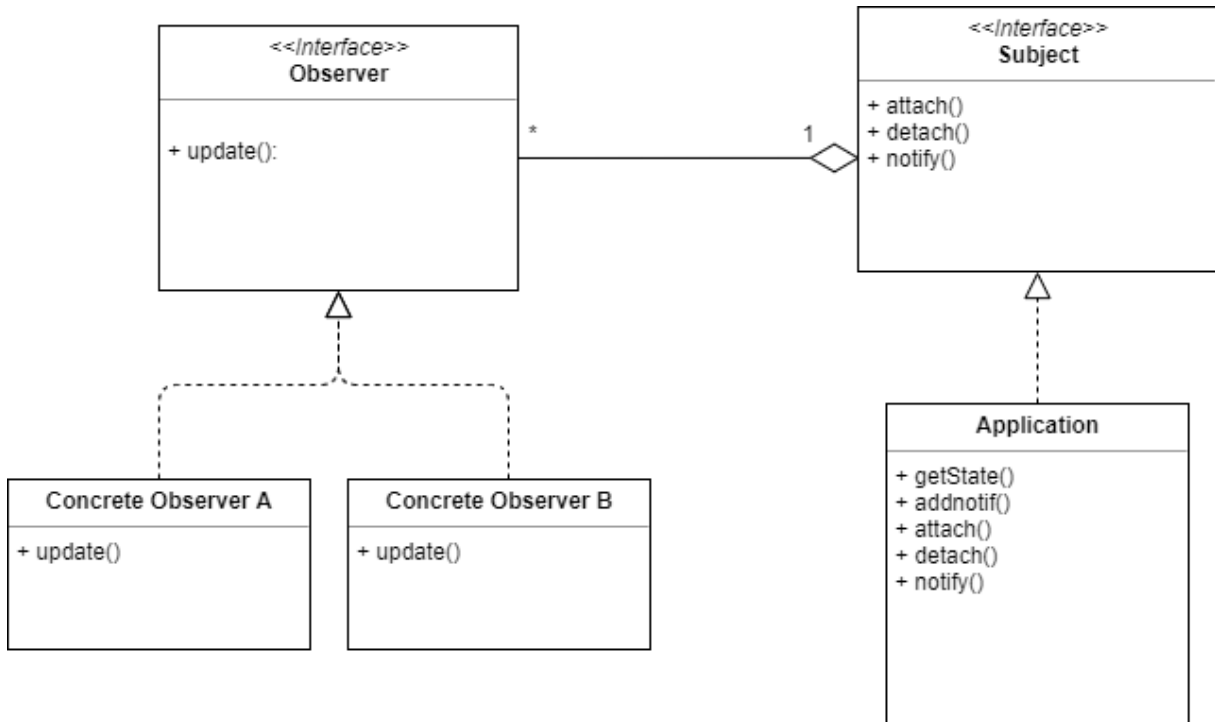 <<Interface>>
Observer
+ update():
*
1
<<Interface>>
Subject
+ attach()
+ detach()
+ notify()
Concrete Observer A
+ update()
Concrete Observer B
+ update()
Application
+ getState()
+ addnotif()
+ attach()
+ detach()
+ notify()